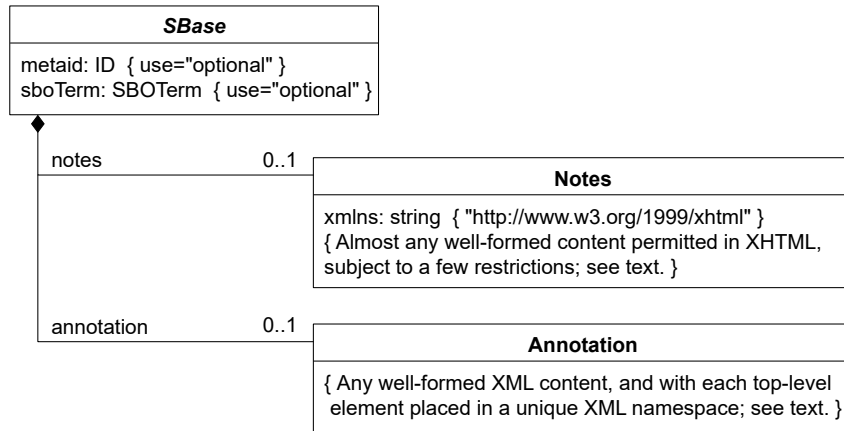 SBase
metaid: ID { use="optional" }
sboTerm: SBOTerm { use="optional" }
notes 0..1
Notes
xmlns: string { "http://www.w3.org/1999/xhtml" }
{ Almost any well-formed content permitted in XHTML,
subject to a few restrictions; see text. }
annotation 0..1
Annotation
{ Any well-formed XML content, and with each top-level
element placed in a unique XML namespace; see text. }